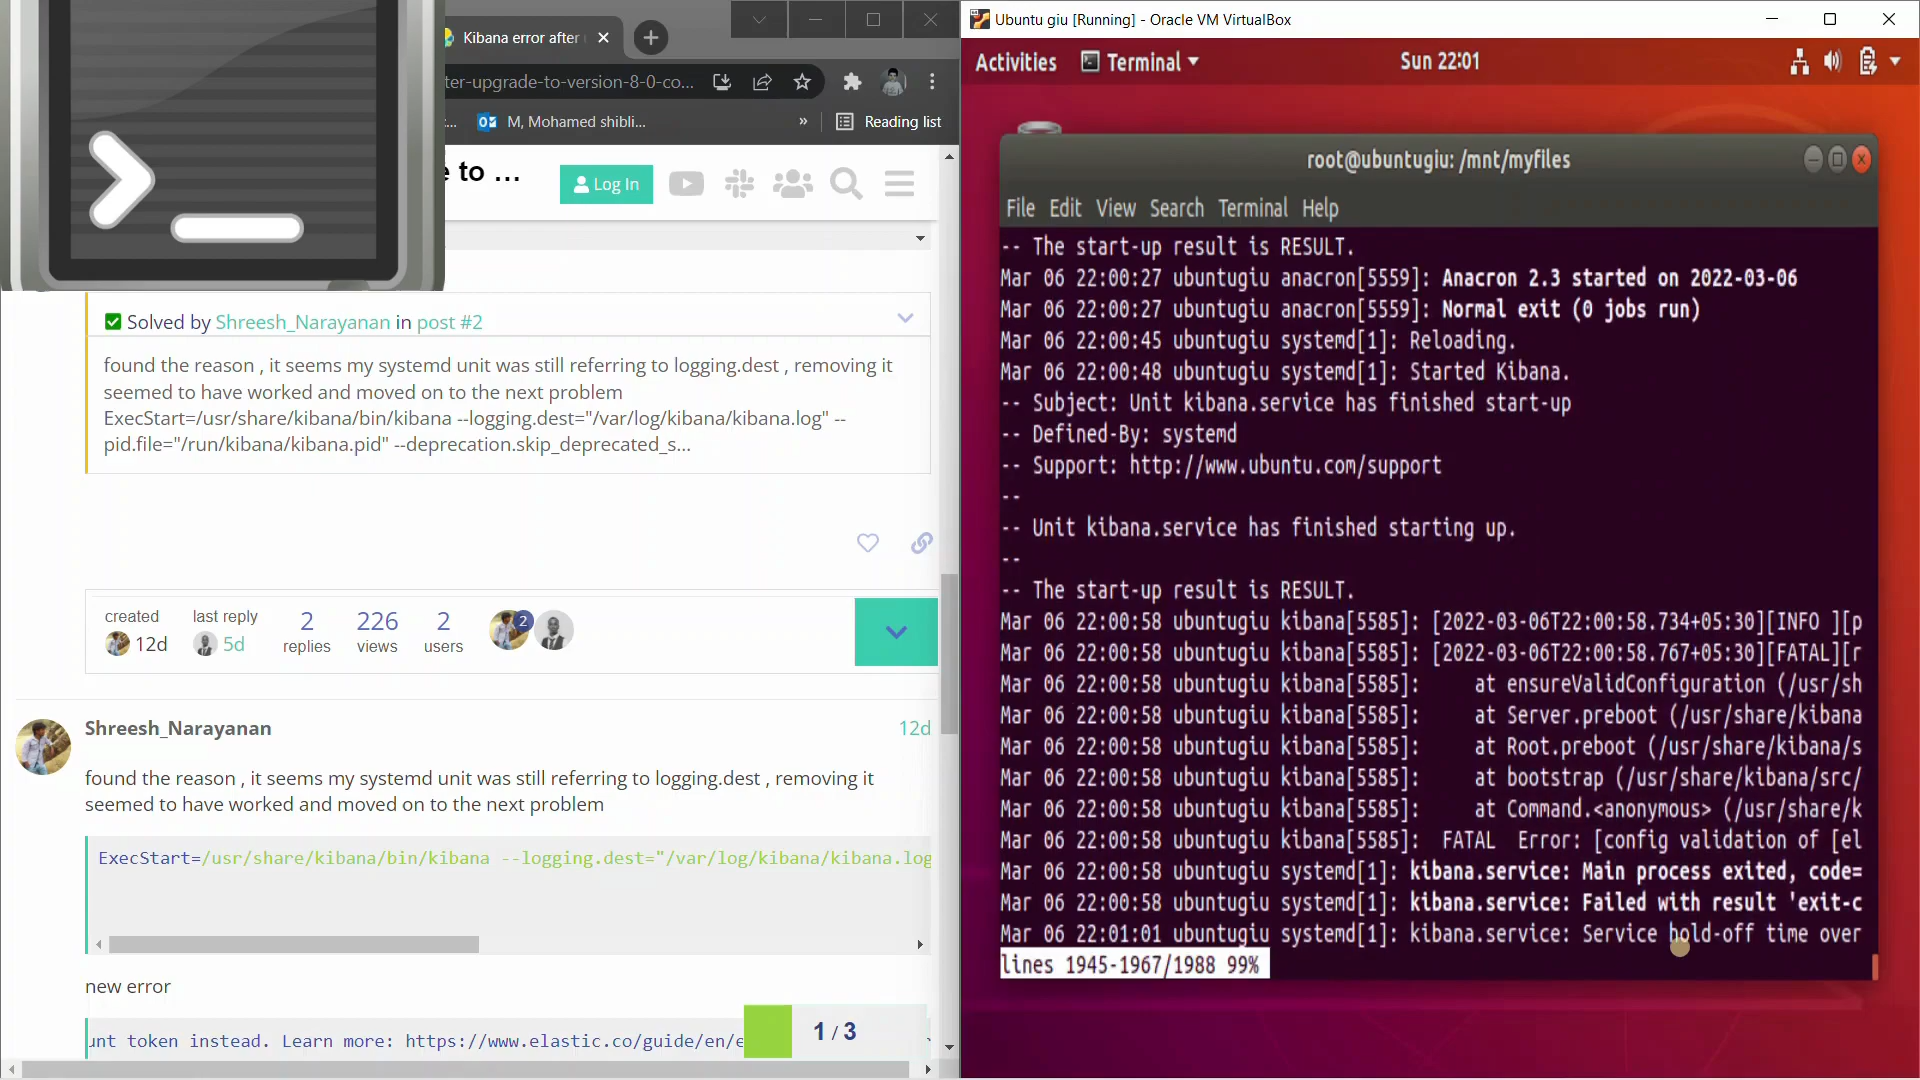 Kibana error after
ter-upgrade-to-version-8-0-co...
M, Mohamed shibli...
» Reading list
e to ...
Log In
Solved by Shreesh_Narayanan in post #2
found the reason , it seems my systemd unit was still referring to logging.dest , removing it
seemed to have worked and moved on to the next problem
ExecStart=/usr/share/kibana/bin/kibana --logging.dest="/var/log/kibana/kibana.log" --
pid.file="/run/kibana/kibana.pid" --deprecation.skip_deprecated_s...
created
12d
last reply
5d
2
replies
226
views
2
users
2
Shreesh_Narayanan
12d
found the reason , it seems my systemd unit was still referring to logging.dest , removing it
seemed to have worked and moved on to the next problem
ExecStart=/usr/share/kibana/bin/kibana --logging.dest="/var/log/kibana/kibana.log
new error
unt token instead. Learn more: https://www.elastic.co/guide/en/e
1 / 3
Ubuntu giu [Running] - Oracle VM VirtualBox
Activities
Terminal
Sun 22:01
root@ubuntugiu: /mnt/myfiles
File Edit View Search Terminal Help
-- The start-up result is RESULT.
Mar 06 22:00:27 ubuntugiu anacron[5559]: Anacron 2.3 started on 2022-03-06
Mar 06 22:00:27 ubuntugiu anacron[5559]: Normal exit (0 jobs run)
Mar 06 22:00:45 ubuntugiu systemd[1]: Reloading.
Mar 06 22:00:48 ubuntugiu systemd[1]: Started Kibana.
-- Subject: Unit kibana.service has finished start-up
-- Defined-By: systemd
-- Support: http://www.ubuntu.com/support
--
-- Unit kibana.service has finished starting up.
--
-- The start-up result is RESULT.
Mar 06 22:00:58 ubuntugiu kibana[5585]: [2022-03-06T22:00:58.734+05:30][INFO ][p
Mar 06 22:00:58 ubuntugiu kibana[5585]: [2022-03-06T22:00:58.767+05:30][FATAL][r
Mar 06 22:00:58 ubuntugiu kibana[5585]: at ensureValidConfiguration (/usr/sh
Mar 06 22:00:58 ubuntugiu kibana[5585]: at Server.preboot (/usr/share/kibana
Mar 06 22:00:58 ubuntugiu kibana[5585]: at Root.preboot (/usr/share/kibana/s
Mar 06 22:00:58 ubuntugiu kibana[5585]: at bootstrap (/usr/share/kibana/src/
Mar 06 22:00:58 ubuntugiu kibana[5585]: at Command.<anonymous> (/usr/share/k
Mar 06 22:00:58 ubuntugiu kibana[5585]: FATAL Error: [config validation of [el
Mar 06 22:00:58 ubuntugiu systemd[1]: kibana.service: Main process exited, code=
Mar 06 22:00:58 ubuntugiu systemd[1]: kibana.service: Failed with result 'exit-c
Mar 06 22:01:01 ubuntugiu systemd[1]: kibana.service: Service hold-off time over
lines 1945-1967/1988 99%